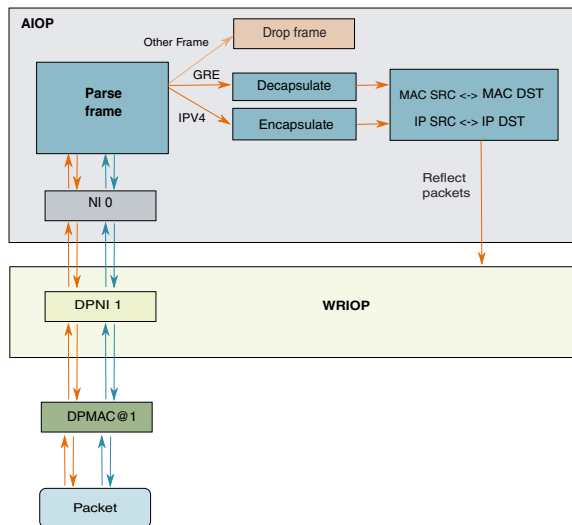 AIOP
Other Frame
Drop frame
GRE
Decapsulate
Parse
frame
MAC SRC <-> MAC DST
IPV4
Encapsulate
IP SRC <-> IP DST
Reflect
packets
NI 0
DPNI 1
WRIOP
DPMAC@1
Packet